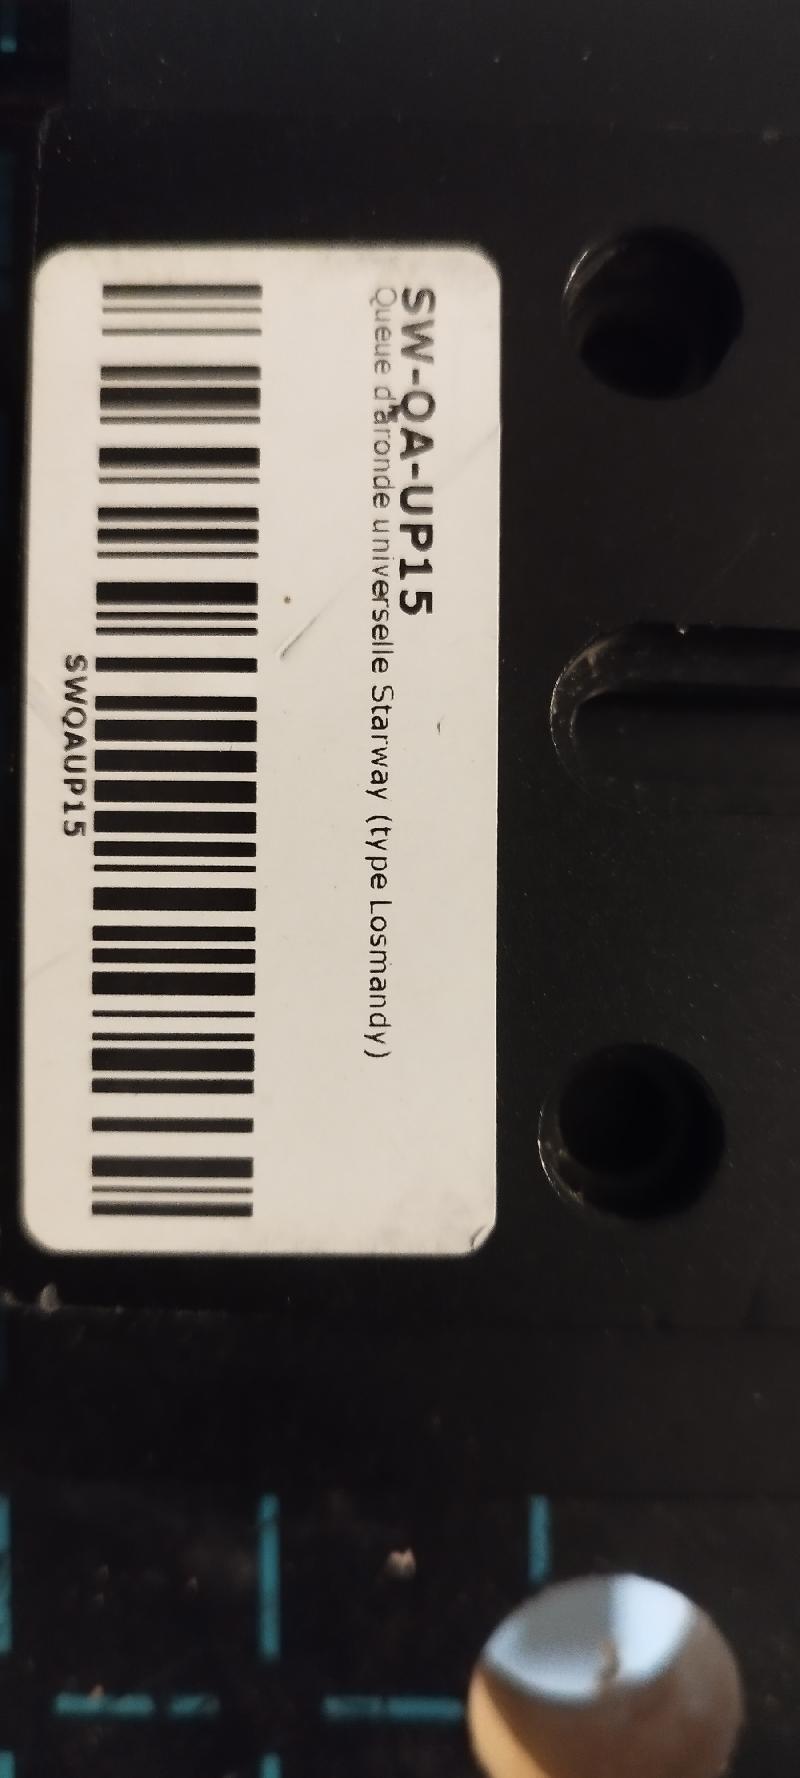 SW-QA-UP15
Queue d'aronde universelle Starway (type Losmandy)
SWQAUP15